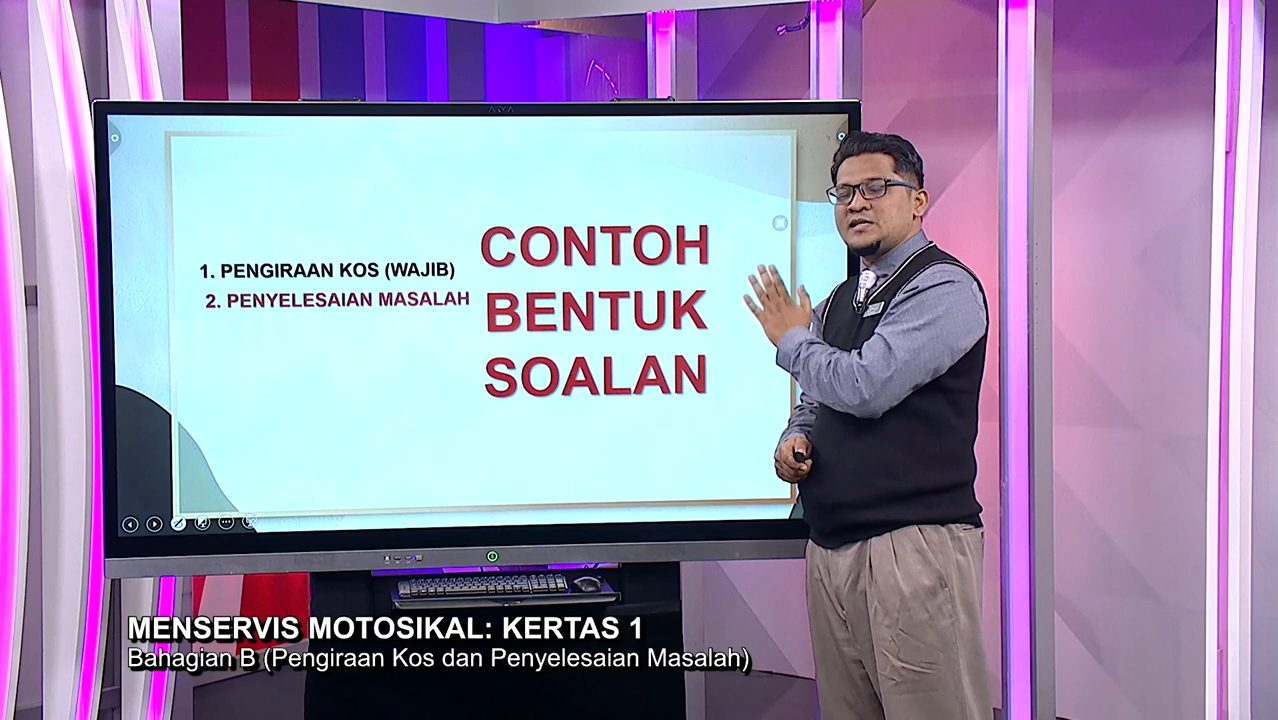 1. PENGIRAAN KOS (WAJIB)
2. PENYELESAIAN MASALAH
CONTOH
BENTUK
SOALAN
MENSERVIS MOTOSIKAL: KERTAS 1
Bahagian B (Pengiraan Kos dan Penyelesaian Masalah)